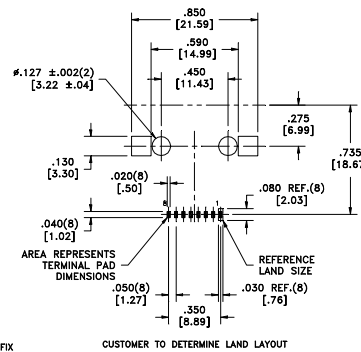 .850
[21.59]
.590
[14.99]
ø.127 ±.002(2)
[3.22 ±.04]
.450
[11.43]
.275
[6.99]
.735
[18.67
.130
[3.30]
.020(8)
[.50]
8
1
.080 REF.(8)
[2.03]
.040(8)
[1.02]
AREA REPRESENTS
TERMINAL PAD
DIMENSIONS
REFERENCE
LAND SIZE
.050(8)
[1.27]
.030 REF.(8)
[.76]
.350
[8.89]
FIX
CUSTOMER TO DETERMINE LAND LAYOUT